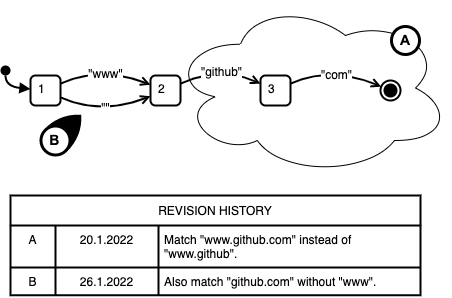 A
"www" "github" "com"
1 2 3
""
B
REVISION HISTORY
A 20.1.2022 Match "www.github.com" instead of
"www.github".
B 26.1.2022 Also match "github.com" without "www".